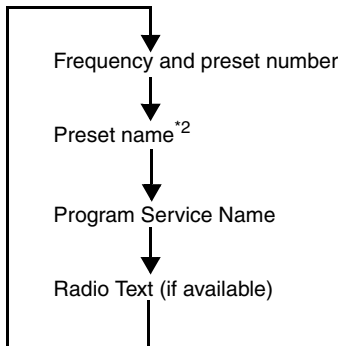 Frequency and preset number
Preset name*2
Program Service Name
Radio Text (if available)